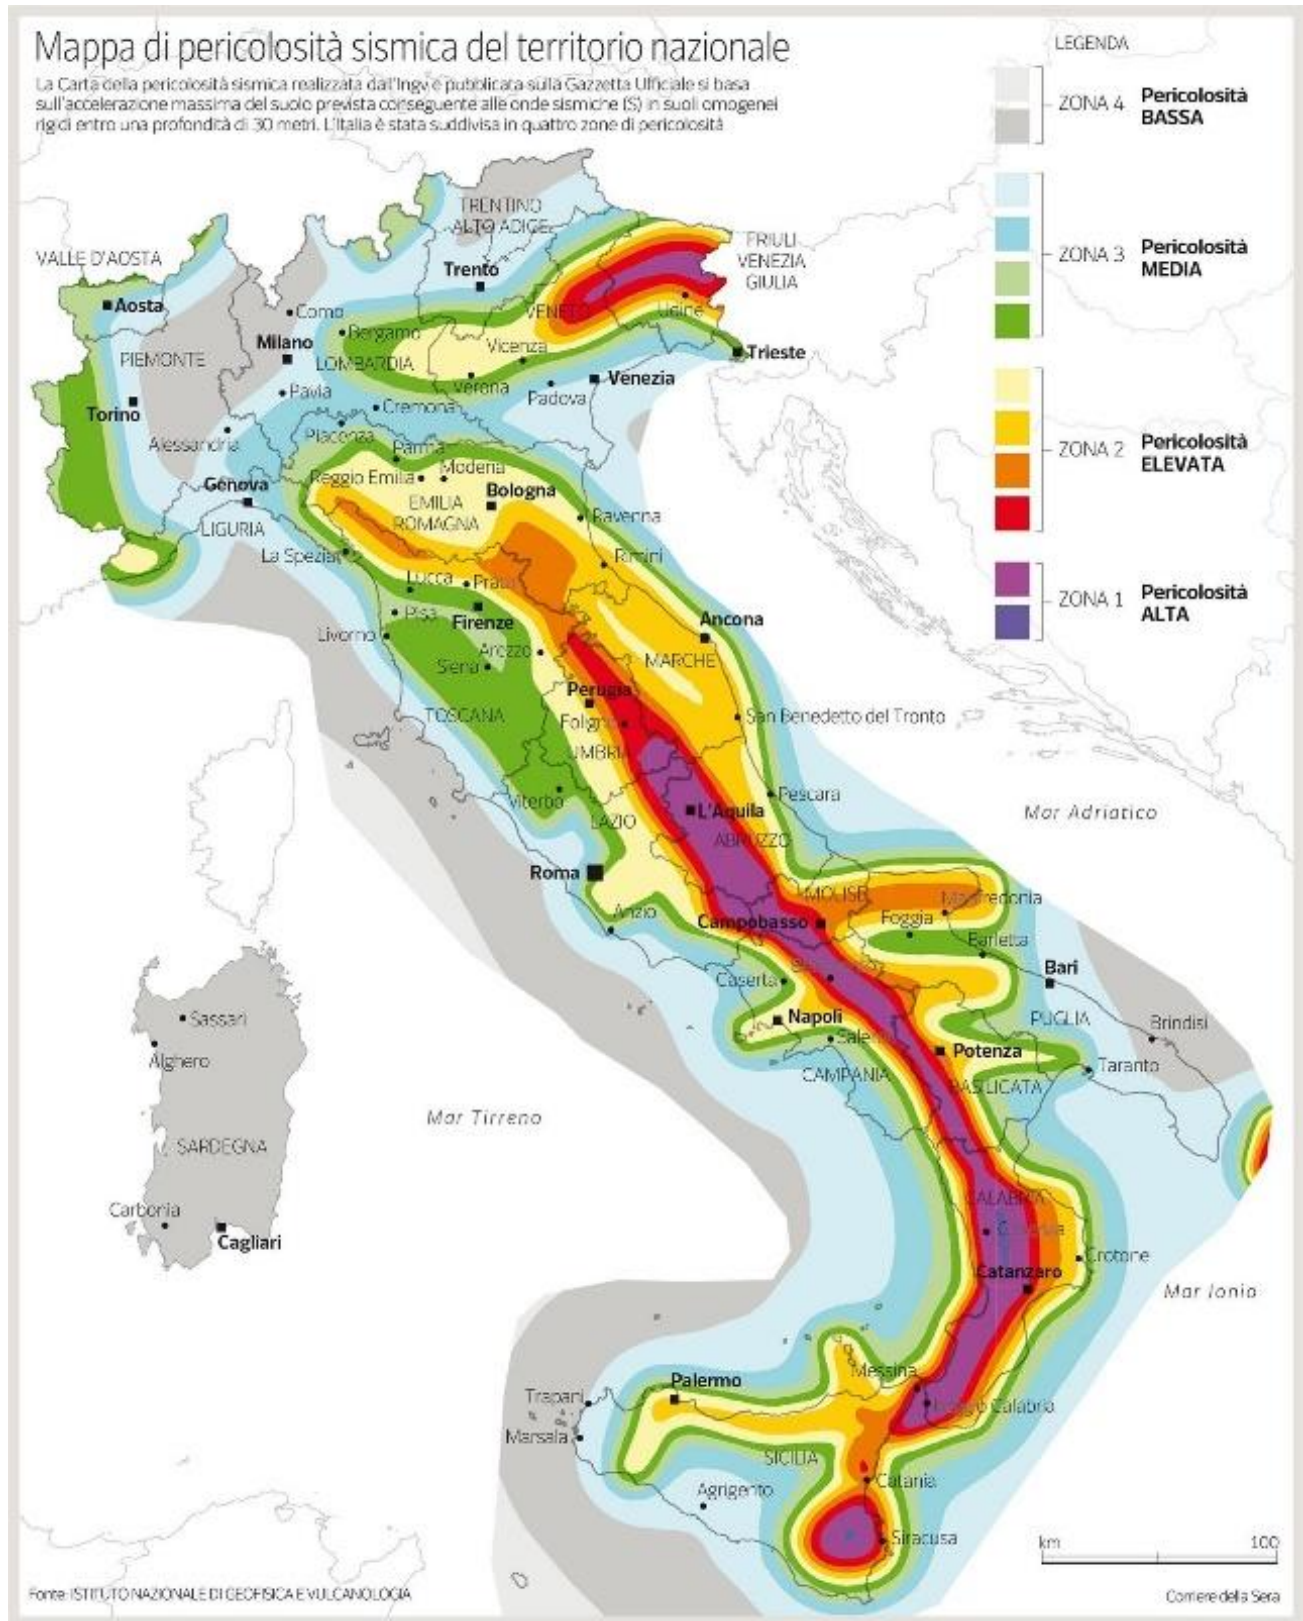 Mappa di pericolosità sismica del territorio nazionale
La Carta della pericolosità sismica realizzata dall'Ingv e pubblicata sulla Gazzetta Ufficiale si basa
sull'accelerazione massima del suolo prevista conseguente alle onde sismiche (S) in suoli omogenei
rigidi entro una profondità di 30 metri. L'Italia è stata suddivisa in quattro zone di pericolosità
LEGENDA
ZONA 4
Pericolosità
BASSA
ZONA 3
Pericolosità
MEDIA
ZONA 2
Pericolosità
ELEVATA
ZONA 1
Pericolosità
ALTA
TRENTINO
ALTO ADIGE
FRIULI
VENEZIA
GIULIA
VALLE D'AOSTA
Trento
Aosta
Como
VENETO
Udine
Bergamo
Milano
Vicenza
Trieste
PIEMONTE
LOMBARDIA
Verona
Venezia
Pavia
Padova
Torino
Cremona
Alessandria
Piacenza
Parma
Reggio Emilia
Modena
Genova
Bologna
EMILIA
ROMAGNA
Ravenna
LIGURIA
La Spezia
Rimini
Lucca
Prato
Pisa
Firenze
Ancona
Livorno
Arezzo
Siena
MARCHE
Perugia
TOSCANA
Foligno
San Benedetto del Tronto
UMBRIA
Viterbo
Pescara
LAZIO
L'Aquila
ABRUZZO
Mar Adriatico
Roma
MOLISE
Manfredonia
Anzio
Campobasso
Foggia
Barletta
Bari
Caserta
Napoli
PUGLIA
Brindisi
Sassari
Salerno
Potenza
Alghero
Taranto
CAMPANIA
BASILICATA
Mar Tirreno
SARDEGNA
CALABRIA
Carbonia
Cosenza
Cagliari
Crotone
Catanzaro
Mar Ionio
Messina
Palermo
Trapani
Reggio Calabria
Marsala
SICILIA
Catania
Agrigento
Siracusa
km 100
Fonte: ISTITUTO NAZIONALE DI GEOFISICA E VULCANOLOGIA
Corriere della Sera